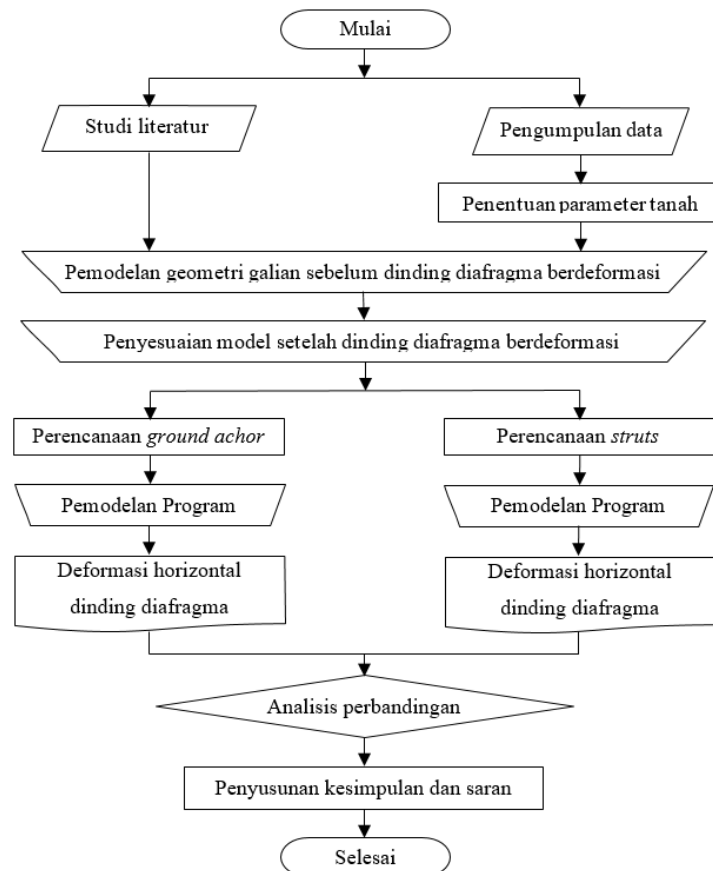 Mulai
Studi literatur
Pengumpulan data
Penentuan parameter tanah
Pemodelan geometri galian sebelum dinding diafragma berdeformasi
Penyesuaian model setelah dinding diafragma berdeformasi
Perencanaan ground achor
Perencanaan struts
Pemodelan Program
Pemodelan Program
Deformasi horizontal
dinding diafragma
Deformasi horizontal
dinding diafragma
Analisis perbandingan
Penyusunan kesimpulan dan saran
Selesai